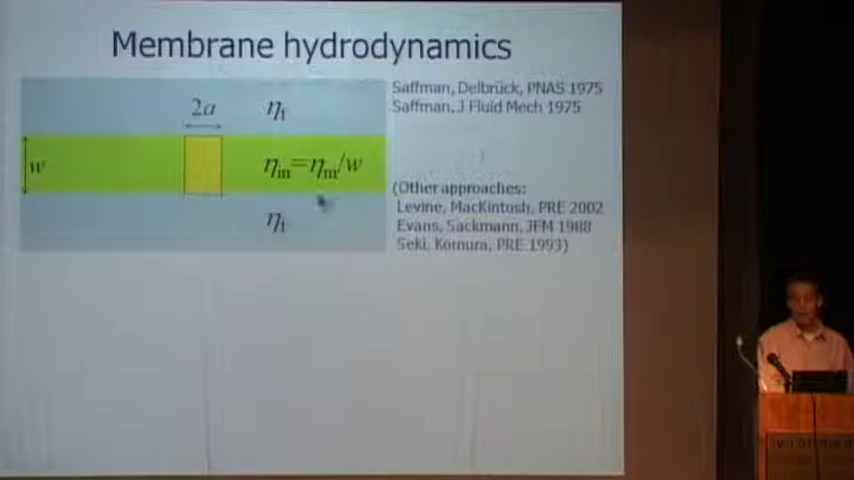 Membrane hydrodynamics
Saffman, Delbrück, PNAS 1975
Saffman, J Fluid Mech 1975
2a
ηf
w
ηm=ηm/w
ηf
(Other approaches:
Levine, MacKintosh, PRE 2002
Evans, Sackmann, JFM 1988
Seki, Komura, PRE 1993)